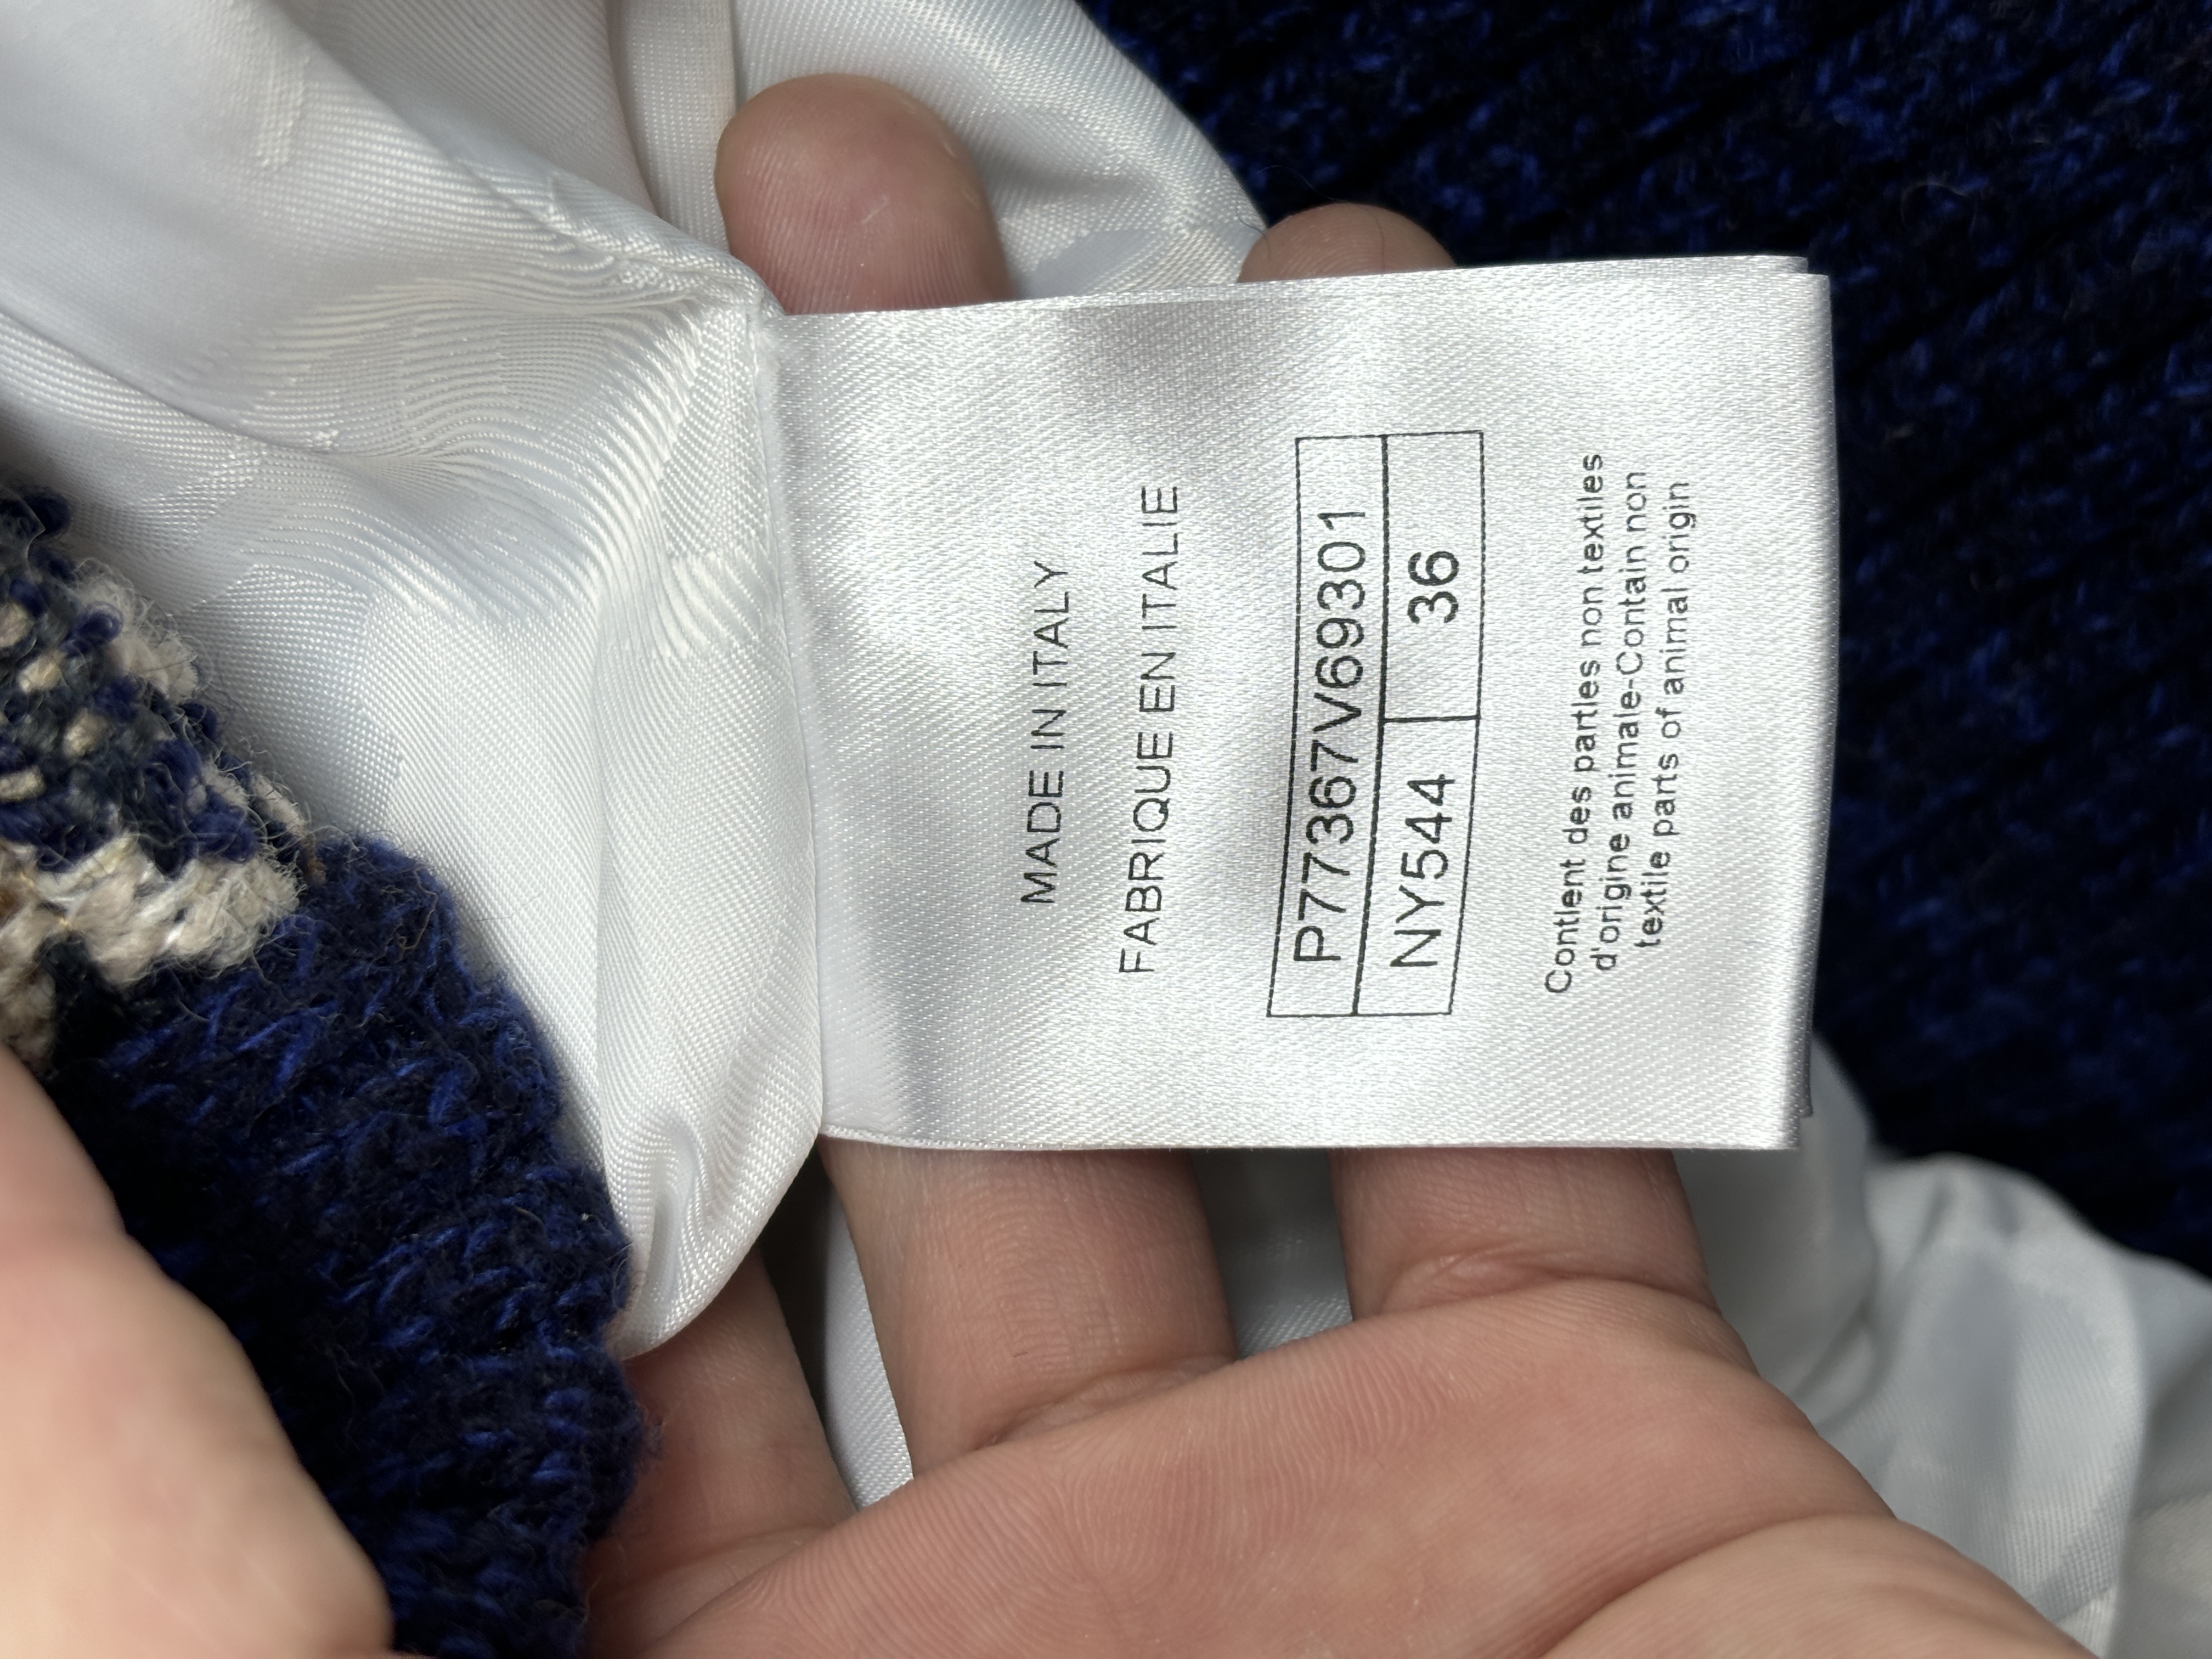 MADE IN ITALY
FABRIQUE EN ITALIE
P77367V69301
NY544 36
Contient des parties non textiles
d'origine animale-Contain non
textile parts of animal origin